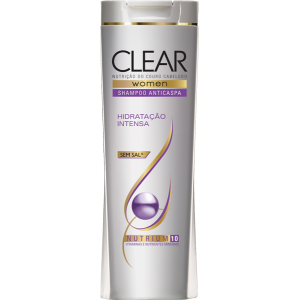 CLEAR
NUTRIÇÃO DO COURO CABELUDO
women
SHAMPOO ANTICASPA
HIDRATAÇÃO
INTENSA
SEM SAL*
NUTRIUM 10